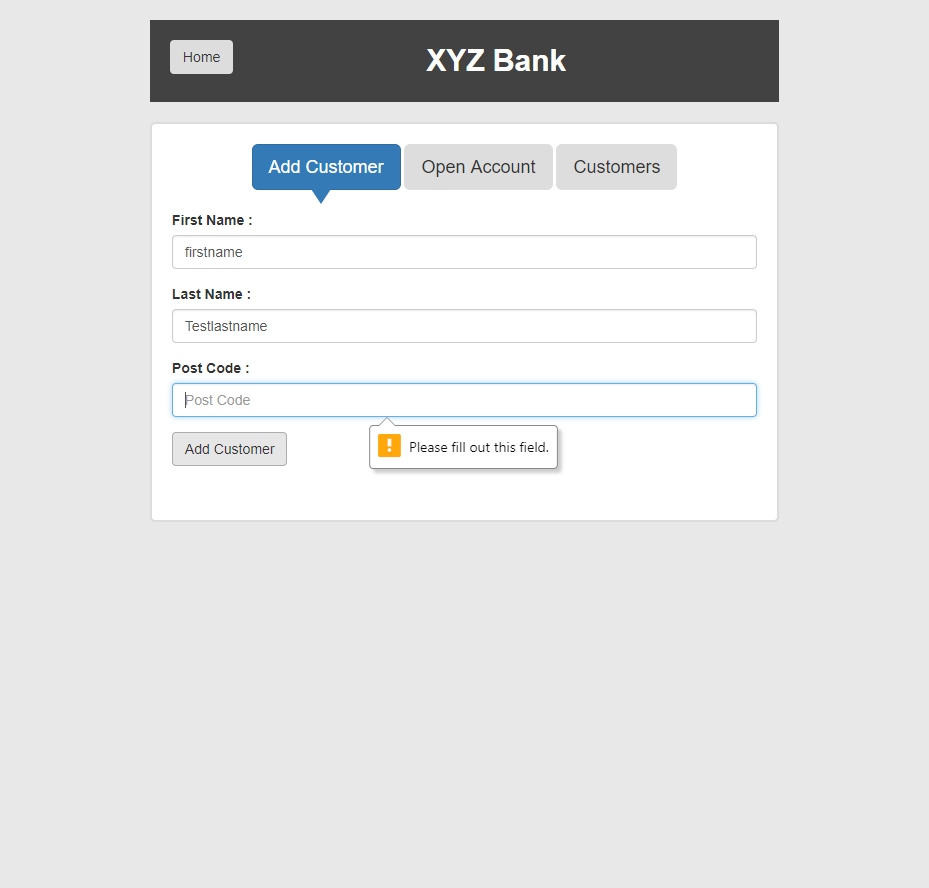 Home
XYZ Bank
Add Customer
Open Account
Customers
First Name :
firstname
Last Name :
Testlastname
Post Code :
Post Code
Add Customer
Please fill out this field.